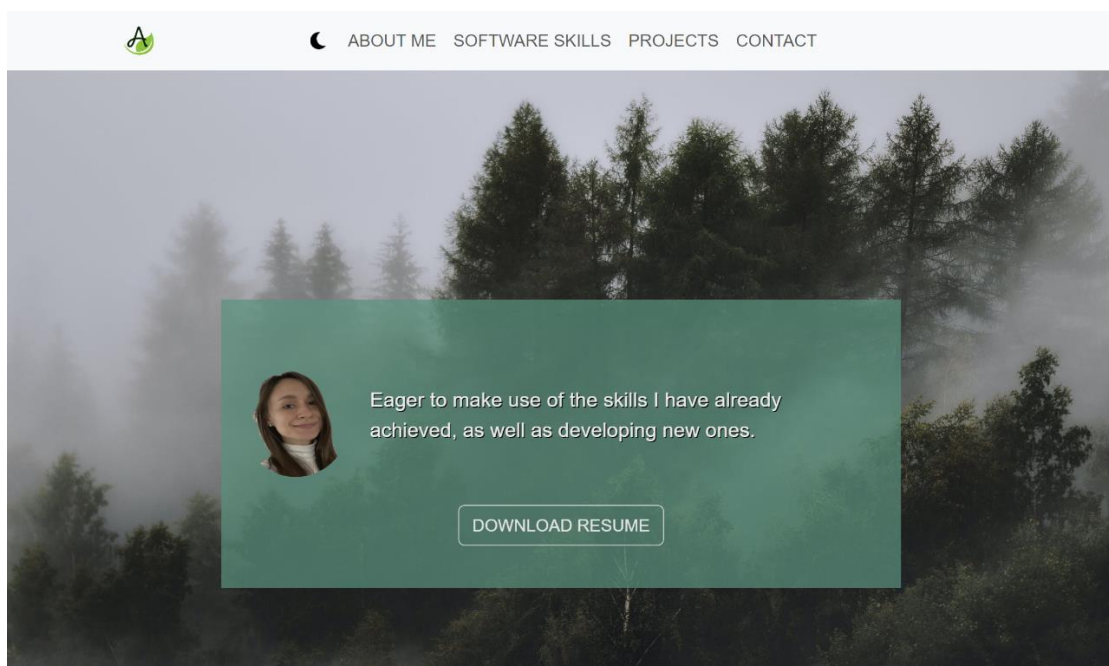 A
ABOUT ME SOFTWARE SKILLS PROJECTS CONTACT
Eager to make use of the skills I have already
achieved, as well as developing new ones.
DOWNLOAD RESUME